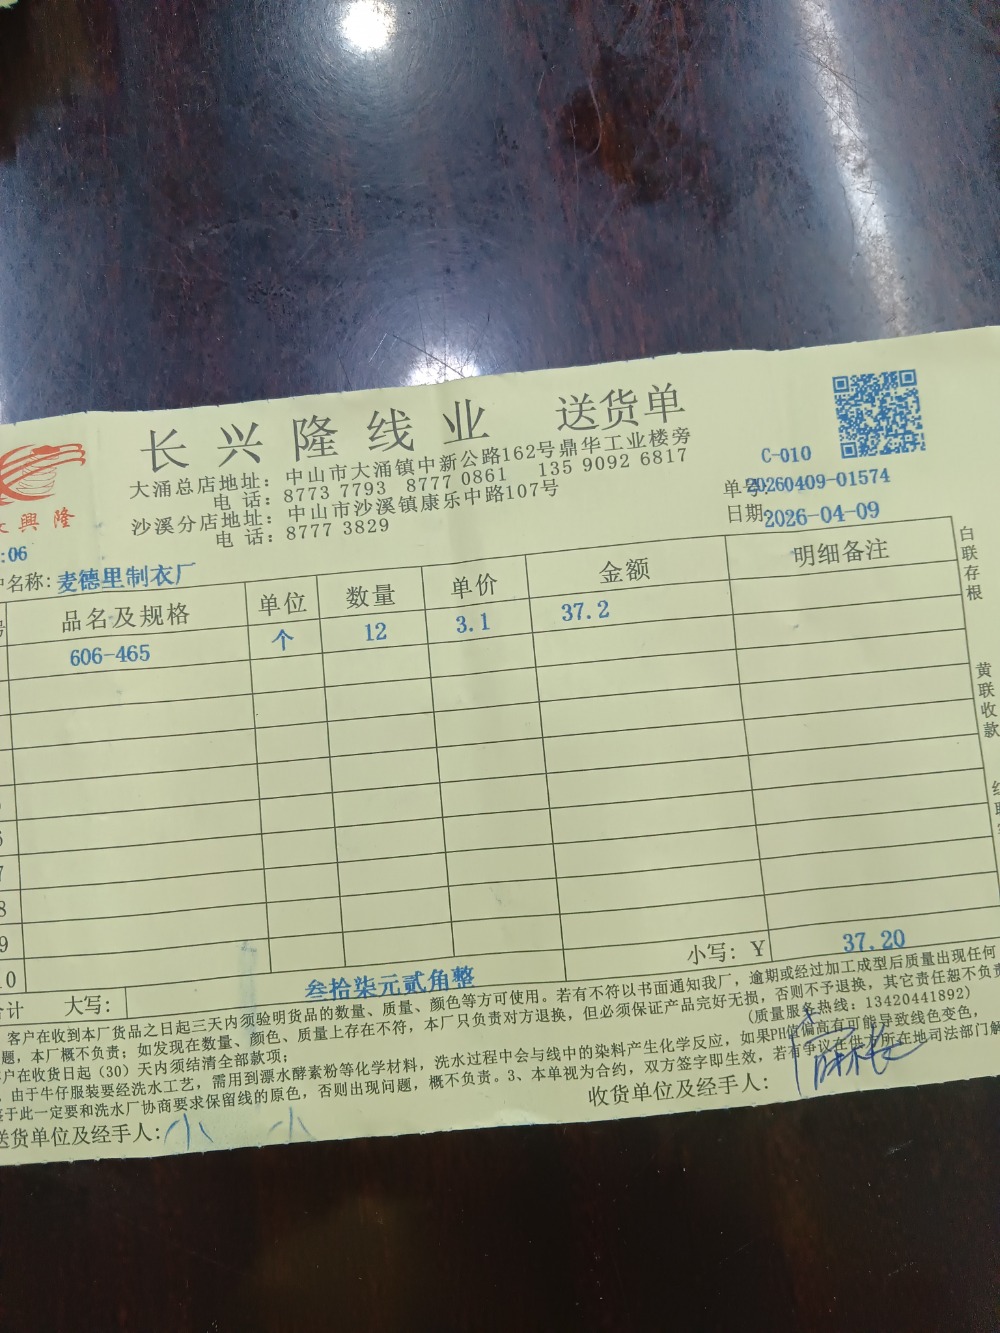 长兴隆线业 送货单
大涌总店地址: 中山市大涌镇中新公路162号鼎华工业楼旁
电 话: 8773 7793 8777 0861 135 9092 6817
沙溪分店地址: 中山市沙溪镇康乐中路107号
电 话: 8777 3829
C-010
单号: 20260409-01574
日期: 2026-04-09
興隆
:06
名称: 麦德里制衣厂
品名及规格 单位 数量 单价 金额 明细备注
606-465 个 12 3.1 37.2
6
7
8
9
10
小写: Y 37.20
合计 大写: 叁拾柒元贰角整
客户在收到本厂货品之日起三天内须验明货品的数量、质量、颜色等方可使用。若有不符以书面通知我厂,逾期或经过加工成型后质量出现任何
题,本厂概不负责;如发现在数量、颜色、质量上存在不符,本厂只负责对方退换,但必须保证产品完好无损,否则不予退换,其它责任恕不负责
户在收货日起(30)天内须结清全部款项; (质量服务热线: 13420441892)
,由于牛仔服装要经洗水工艺,需用到漂水酵素粉等化学材料,洗水过程中会与线中的染料产生化学反应,如果PH值偏高有可能导致线色变色,
鉴于此一定要和洗水厂协商要求保留线的原色,否则出现问题,概不负责。3、本单视为合约,双方签字即生效,若有争议在供方所在地司法部门解
送货单位及经手人: 小 小
收货单位及经手人:
白联存根
黄联收款